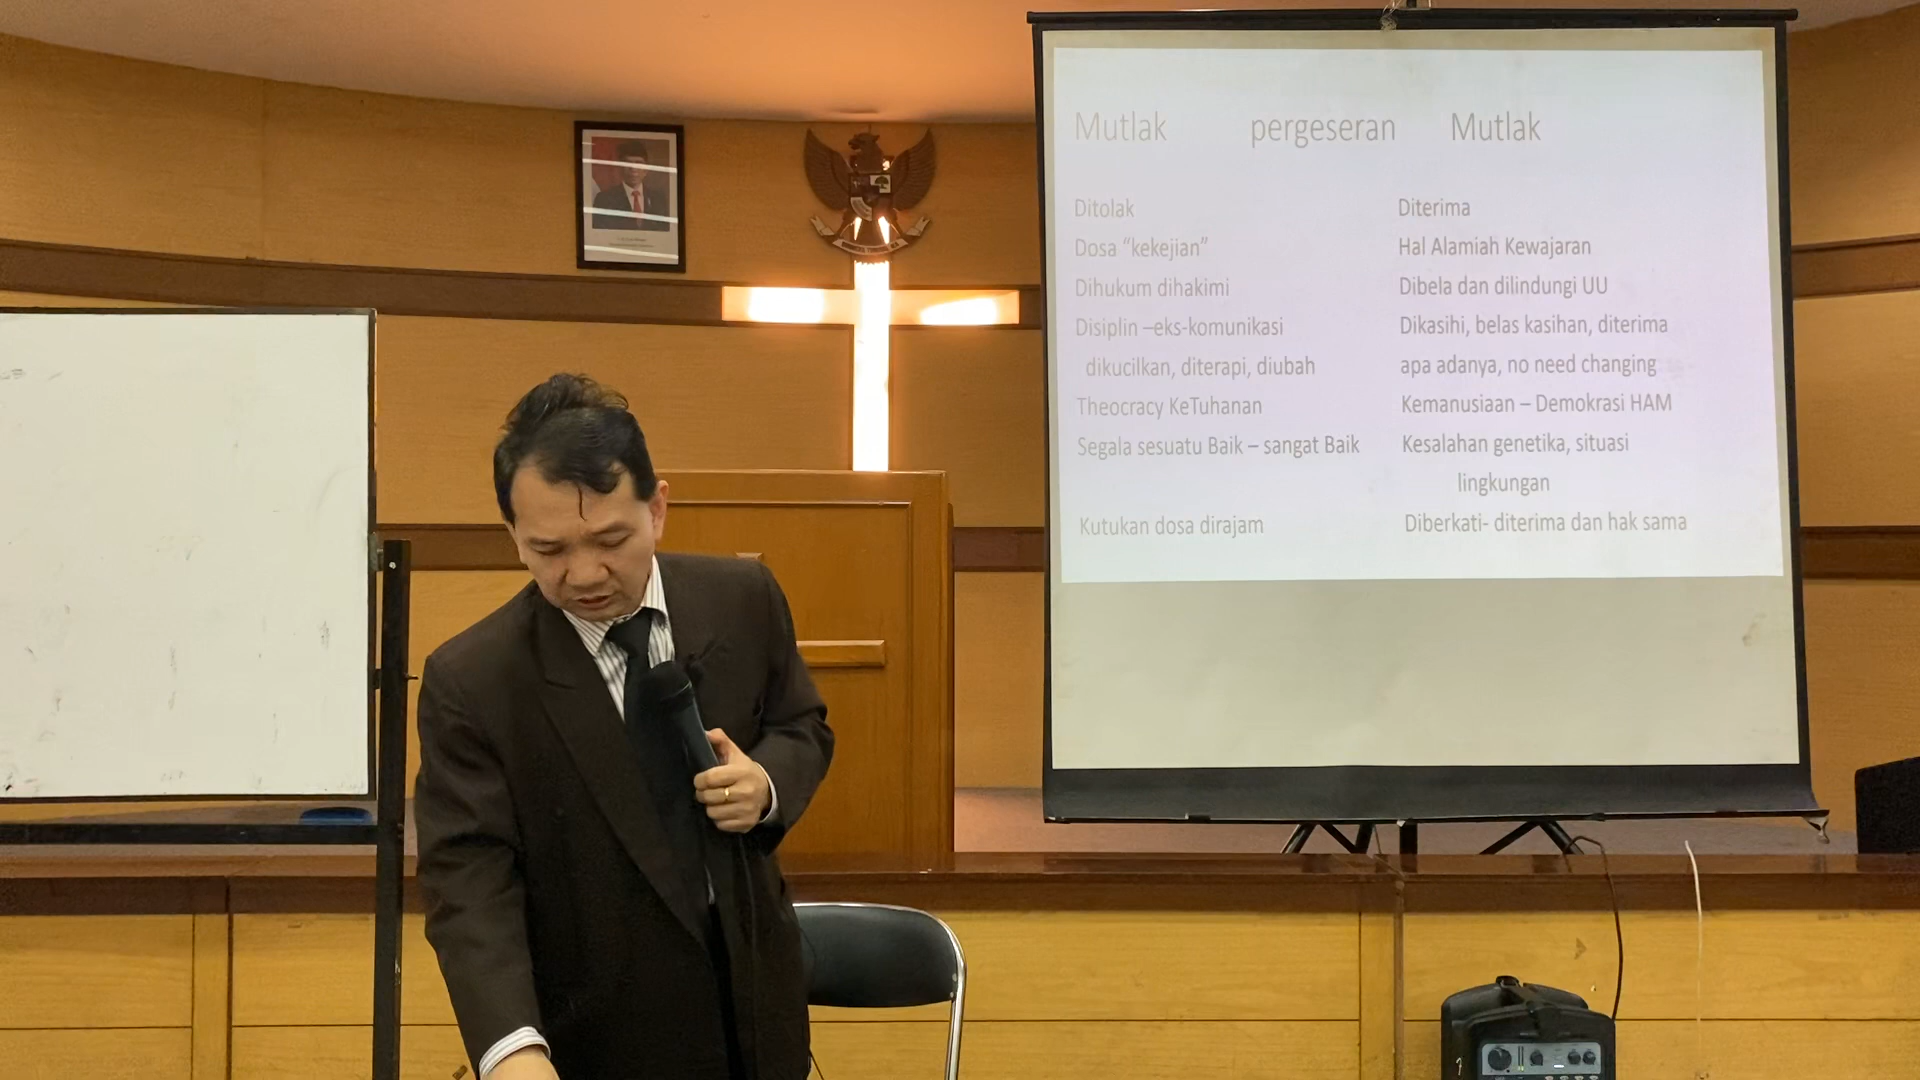 Mutlak pergeseran Mutlak
Ditolak Diterima
Dosa “kekejian” Hal Alamiah Kewajaran
Dihukum dihakimi Dibela dan dilindungi UU
Disiplin –eks-komunikasi Dikasihi, belas kasihan, diterima
dikucilkan, diterapi, diubah apa adanya, no need changing
Theocracy KeTuhanan Kemanusiaan – Demokrasi HAM
Segala sesuatu Baik – sangat Baik Kesalahan genetika, situasi
lingkungan
Kutukan dosa dirajam Diberkati- diterima dan hak sama